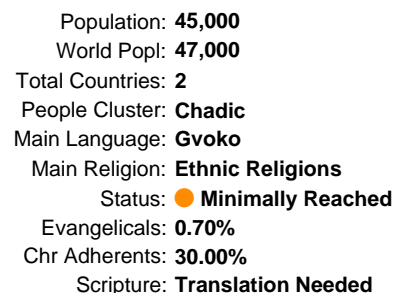 Population: 45,000
World Popl: 47,000
Total Countries: 2
People Cluster: Chadic
Main Language: Gvoko
Main Religion: Ethnic Religions
Status: Minimally Reached
Evangelicals: 0.70%
Chr Adherents: 30.00%
Scripture: Translation Needed